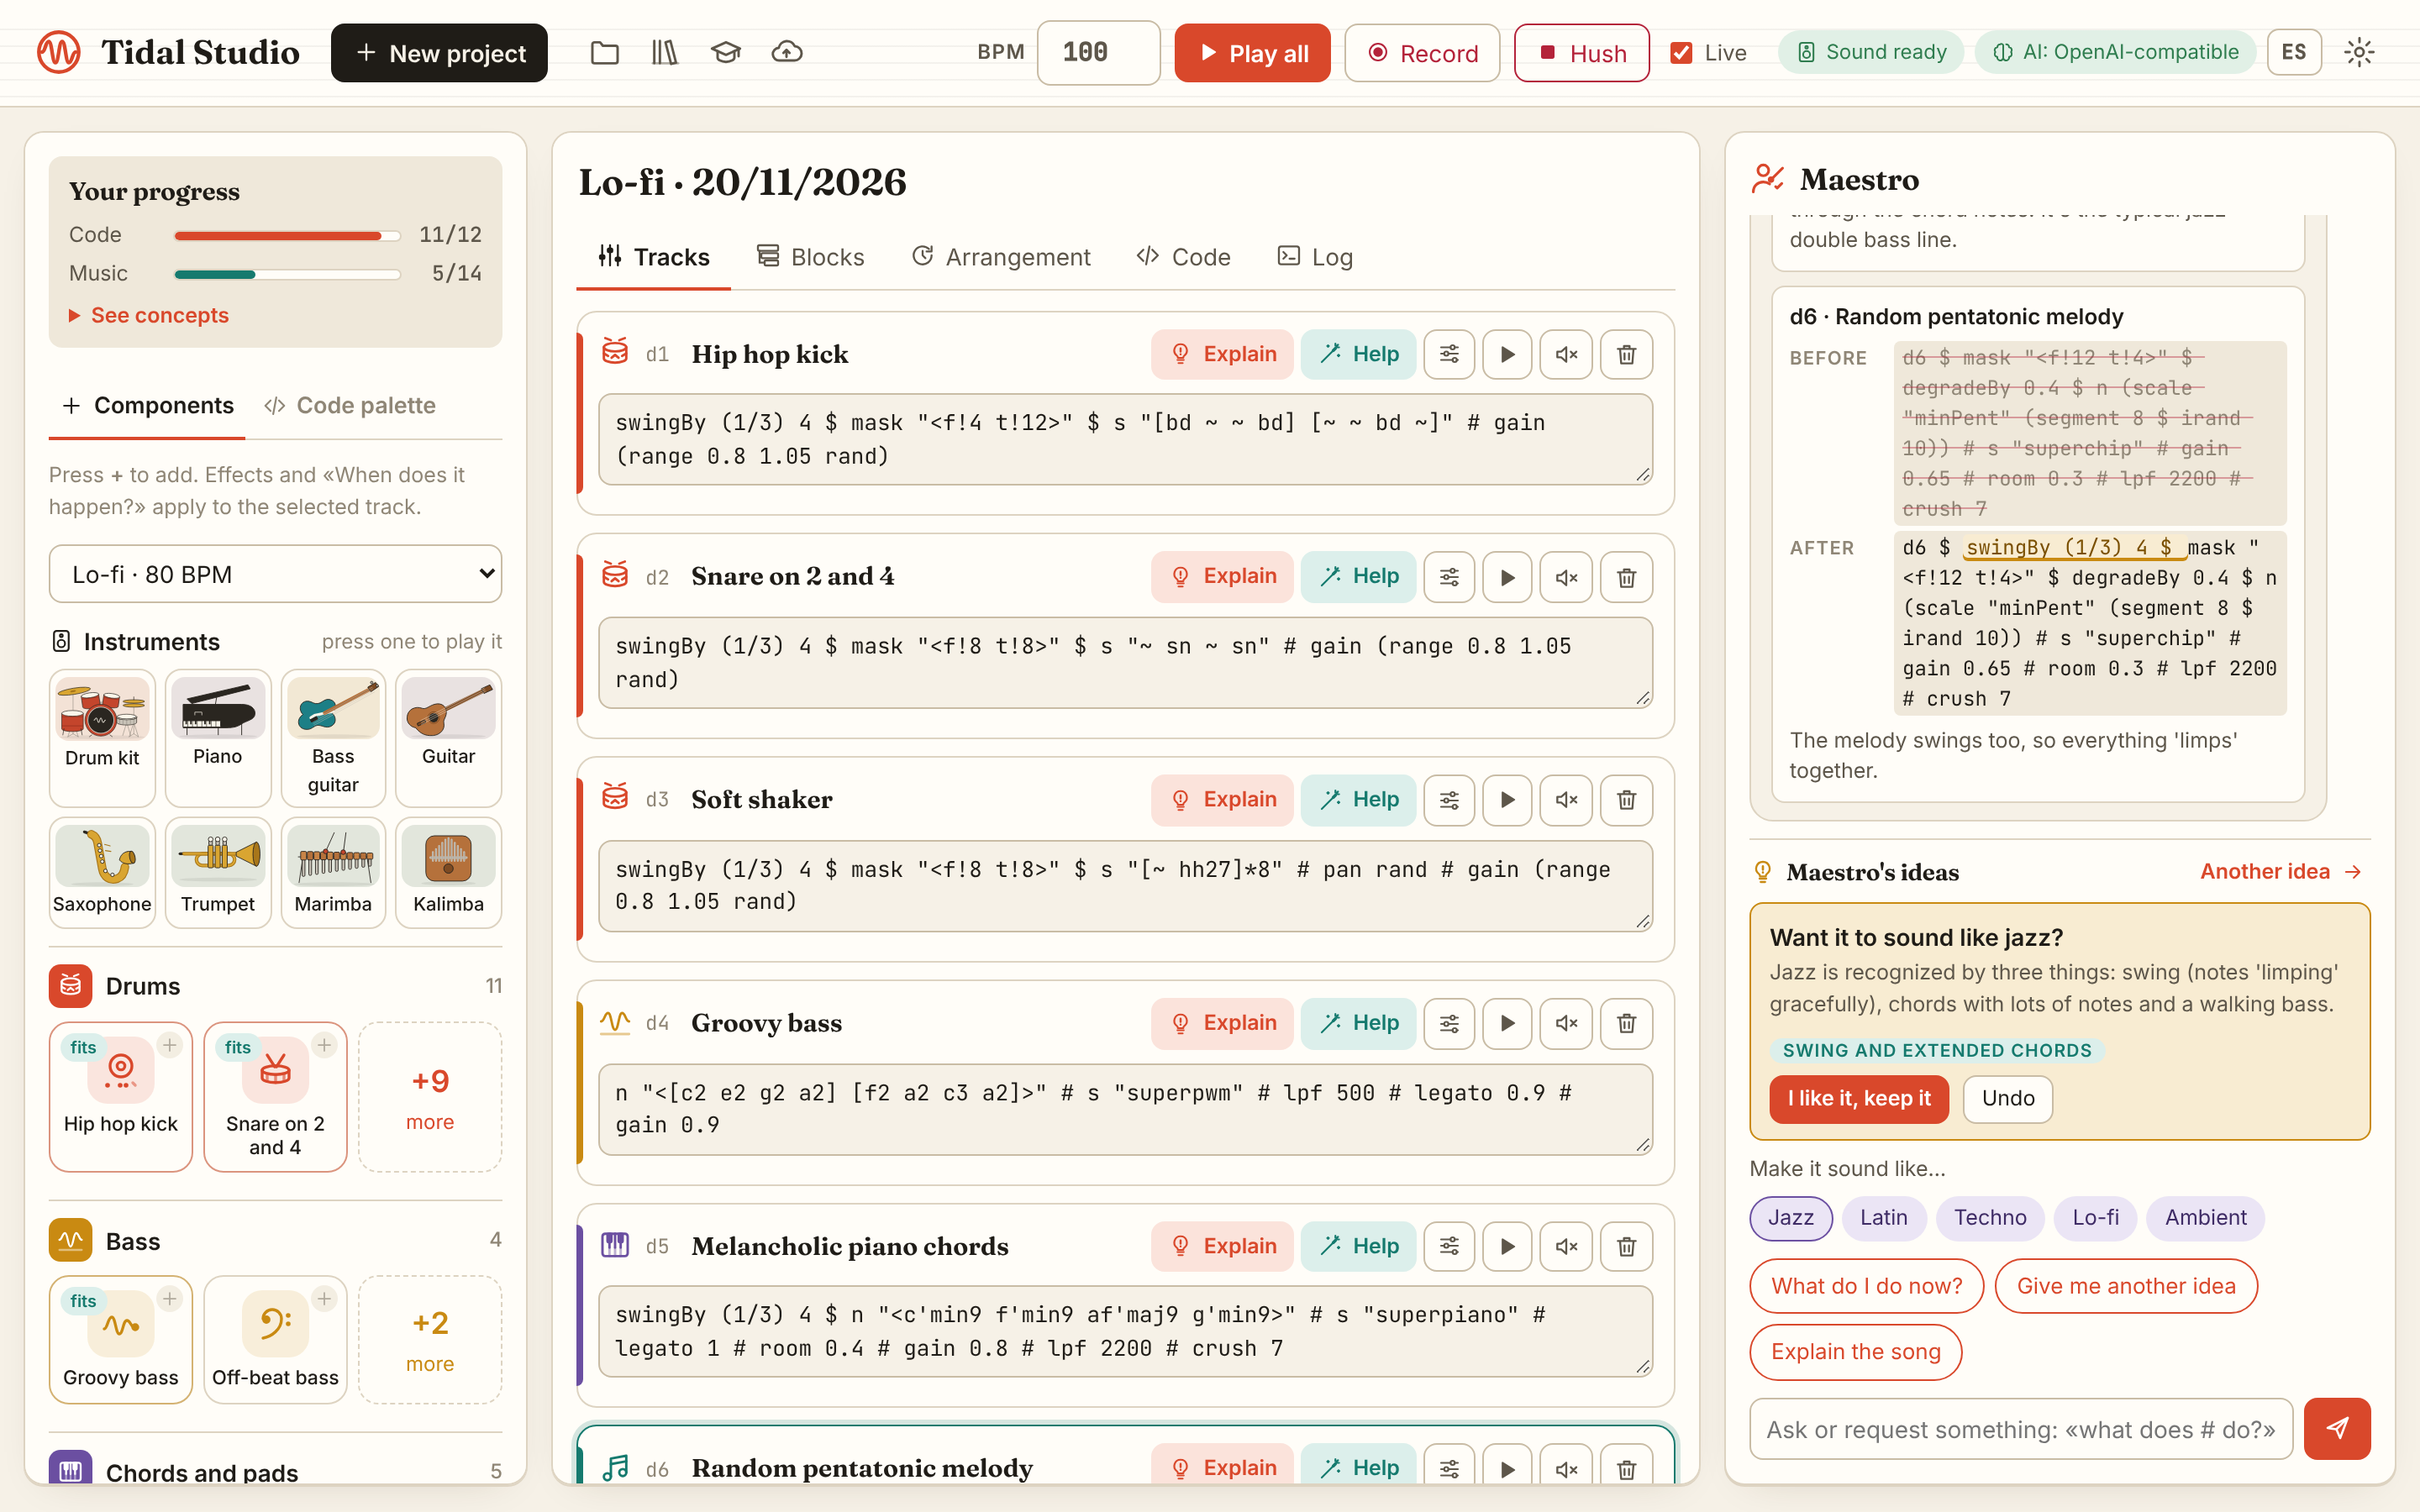 Tidal Studio
+ New project
BPM
100
Play all
Record
Hush
Live
Sound ready
AI: OpenAI-compatible
ES
Your progress
Code
11/12
Music
5/14
See concepts
+ Components
Code palette
Press + to add. Effects and «When does it
happen?» apply to the selected track.
Lo-fi · 80 BPM
Instruments
press one to play it
Drum kit
Piano
Bass
guitar
Guitar
Saxophone
Trumpet
Marimba
Kalimba
Drums
11
fits
Hip hop kick
fits
Snare on 2
and 4
+9
more
Bass
4
fits
Groovy bass
Off-beat bass
+2
more
Chords and pads
5
Lo-fi · 20/11/2026
Tracks
Blocks
Arrangement
Code
Log
d1 Hip hop kick
Explain
Help
swingBy (1/3) 4 $ mask "<f!4 t!12>" $ s "[bd ~ ~ bd] [~ ~ bd ~]" # gain
(range 0.8 1.05 rand)
d2 Snare on 2 and 4
Explain
Help
swingBy (1/3) 4 $ mask "<f!8 t!8>" $ s "~ sn ~ sn" # gain (range 0.8 1.05
rand)
d3 Soft shaker
Explain
Help
swingBy (1/3) 4 $ mask "<f!8 t!8>" $ s "[~ hh27]*8" # pan rand # gain (range
0.8 1.05 rand)
d4 Groovy bass
Explain
Help
n "<[c2 e2 g2 a2] [f2 a2 c3 a2]>" # s "superpwm" # lpf 500 # legato 0.9 #
gain 0.9
d5 Melancholic piano chords
Explain
Help
swingBy (1/3) 4 $ n "<c'min9 f'min9 af'maj9 g'min9>" # s "superpiano" #
legato 1 # room 0.4 # gain 0.8 # lpf 2200 # crush 7
d6 Random pentatonic melody
Explain
Help
Maestro
through the chord notes. It's the typical jazz
double bass line.
d6 · Random pentatonic melody
BEFORE
d6 $ mask "<f!12 t!4>" $
degradeBy 0.4 $ n (scale
"minPent" (segment 8 $ irand
10)) # s "superchip" # gain
0.65 # room 0.3 # lpf 2200 #
crush 7
AFTER
d6 $ swingBy (1/3) 4 $ mask "
<f!12 t!4>" $ degradeBy 0.4 $ n
(scale "minPent" (segment 8 $
irand 10)) # s "superchip" #
gain 0.65 # room 0.3 # lpf 2200
# crush 7
The melody swings too, so everything 'limps'
together.
Maestro's ideas
Another idea →
Want it to sound like jazz?
Jazz is recognized by three things: swing (notes 'limping'
gracefully), chords with lots of notes and a walking bass.
SWING AND EXTENDED CHORDS
I like it, keep it
Undo
Make it sound like...
Jazz
Latin
Techno
Lo-fi
Ambient
What do I do now?
Give me another idea
Explain the song
Ask or request something: «what does # do?»